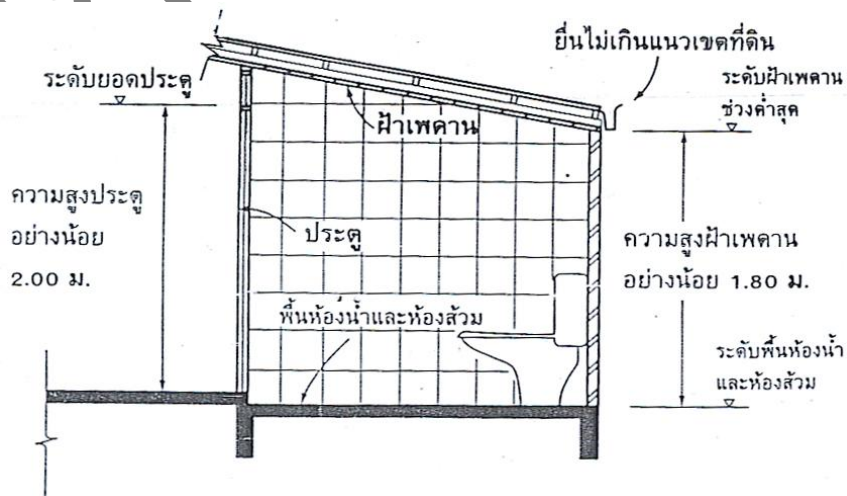 ยื่นไม่เกินแนวเขตที่ดิน
ระดับยอดประตู
ระดับฝ้าเพดาน
ช่วงต่ำสุด
ฝ้าเพดาน
ความสูงประตู
อย่างน้อย
2.00 ม.
ประตู
ความสูงฝ้าเพดาน
อย่างน้อย 1.80 ม.
พื้นห้องน้ำและห้องส้วม
ระดับพื้นห้องน้ำ
และห้องส้วม